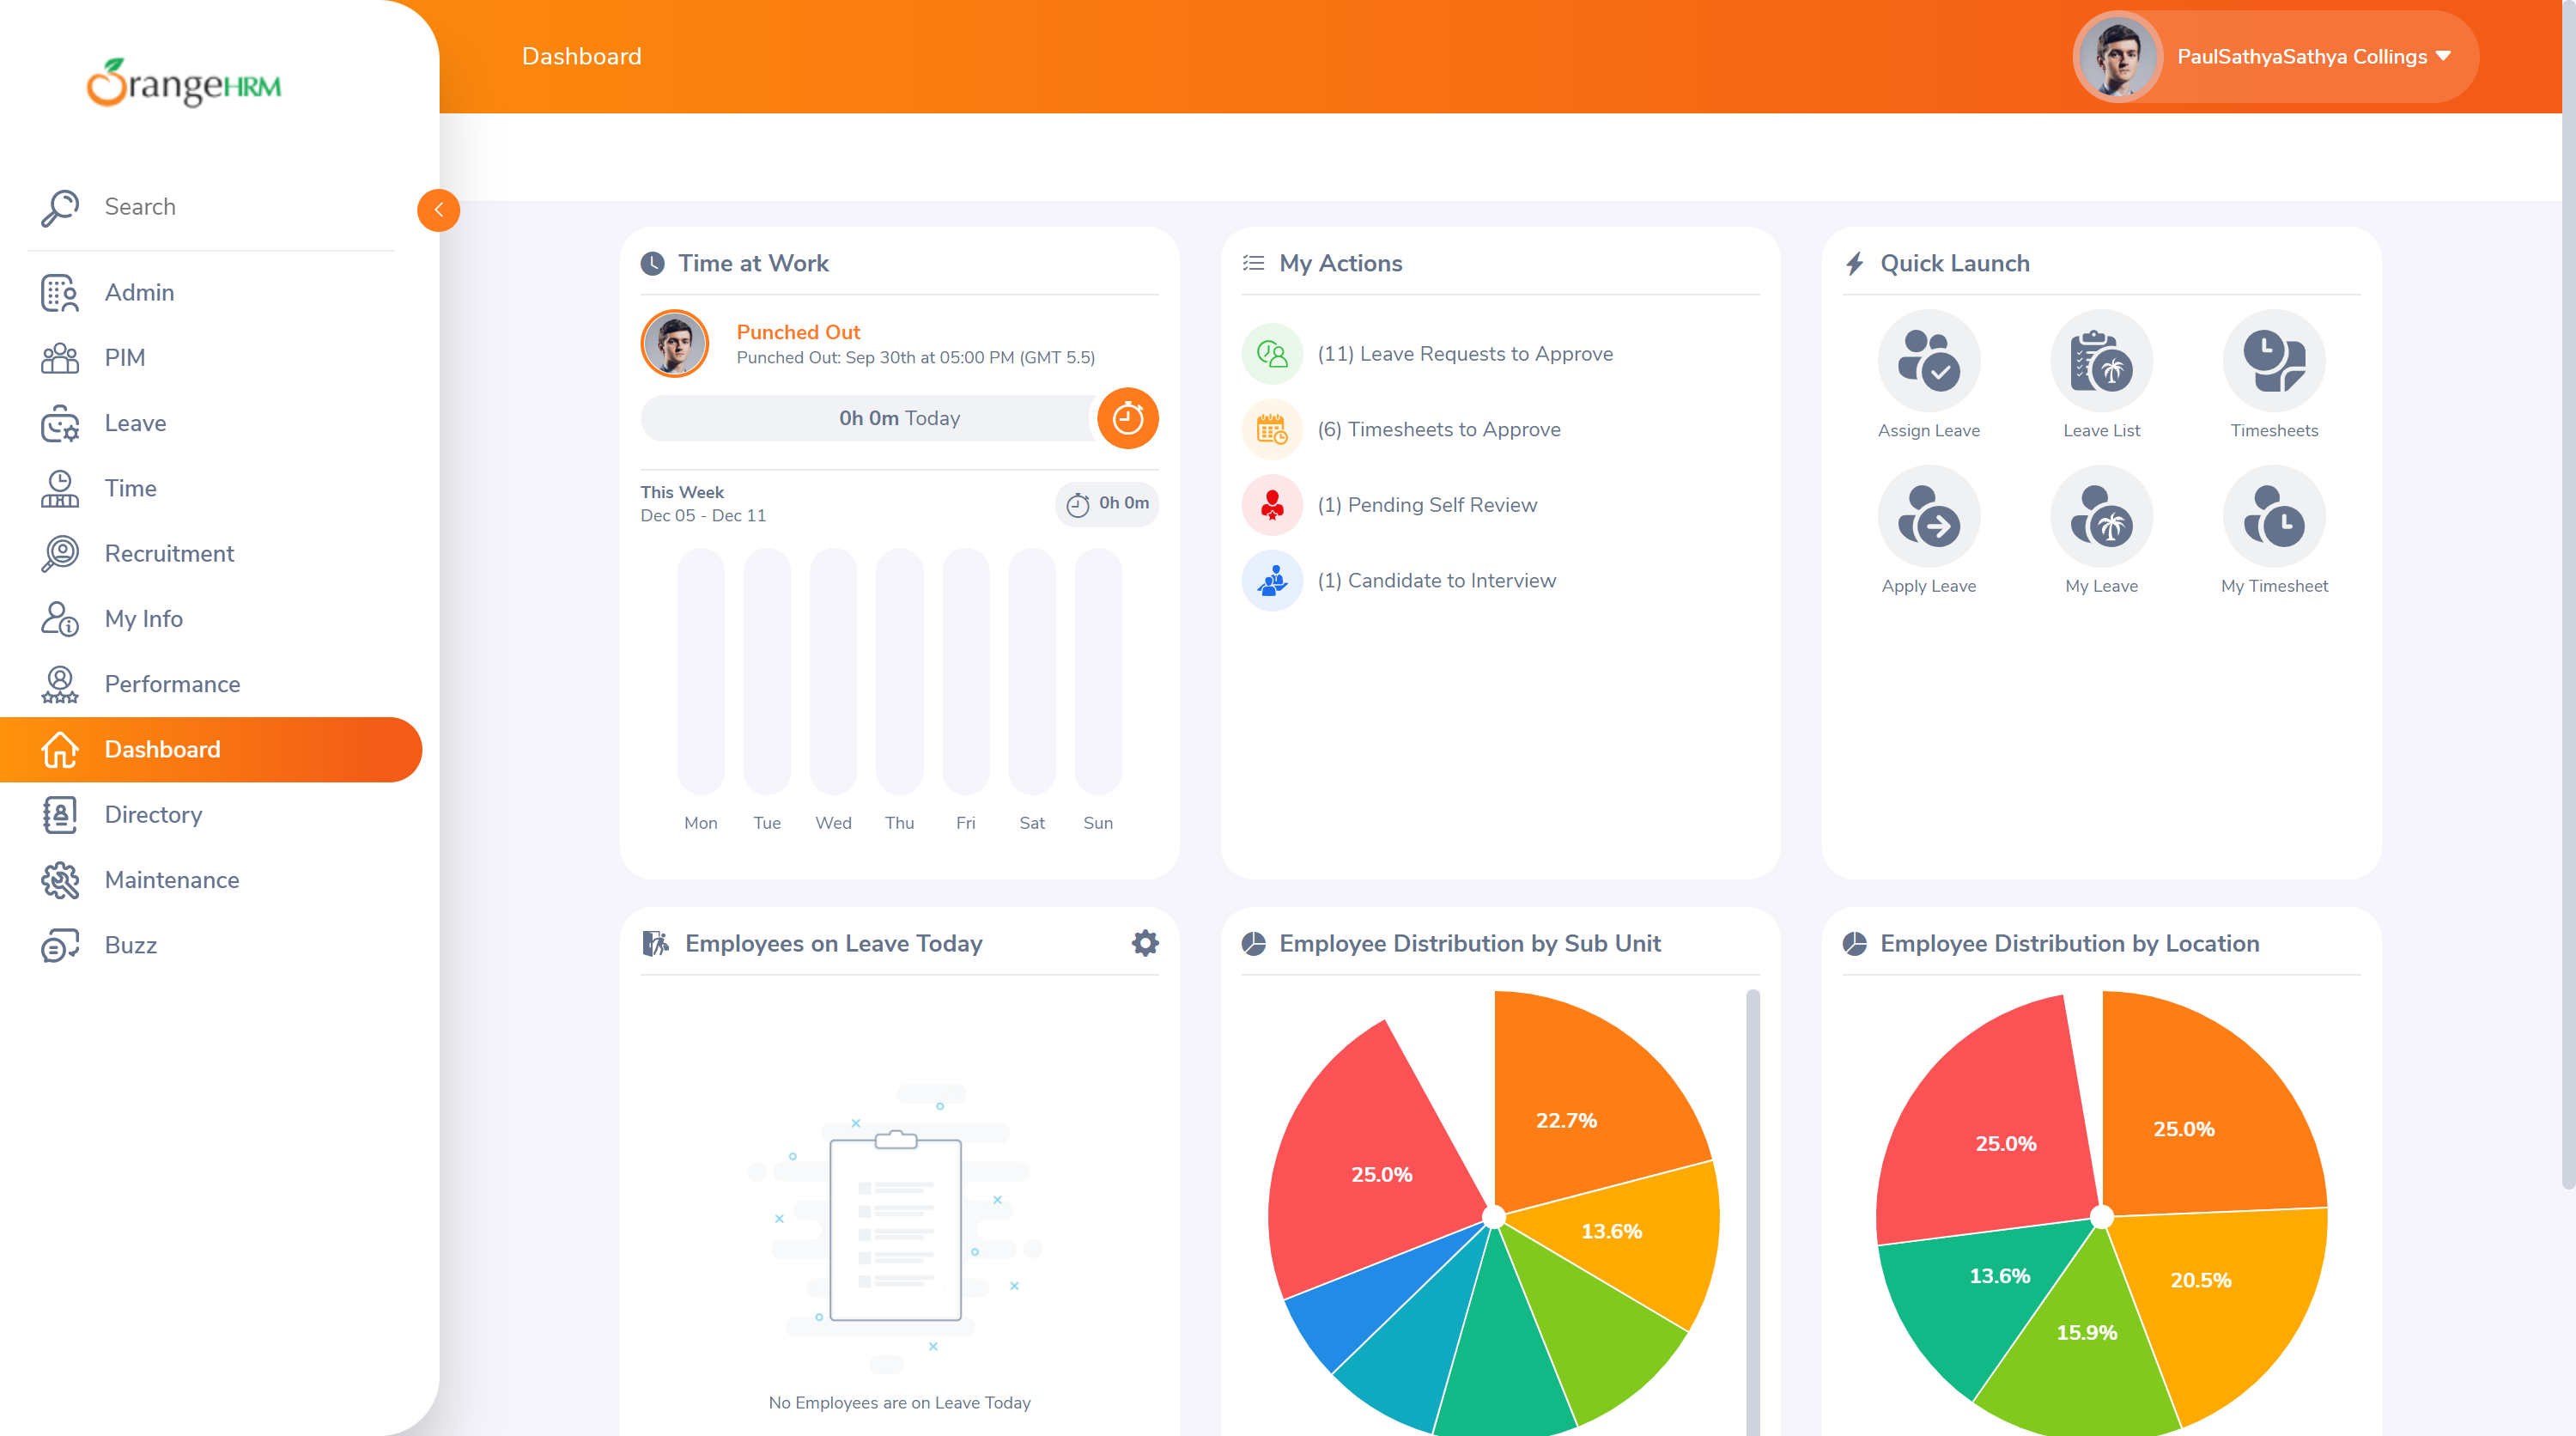 OrangeHRM
Search
Admin
PIM
Leave
Time
Recruitment
My Info
Performance
Dashboard
Directory
Maintenance
Buzz
Dashboard
PaulSathyaSathya Collings
Time at Work
Punched Out
Punched Out: Sep 30th at 05:00 PM (GMT 5.5)
0h 0m Today
This Week
Dec 05 - Dec 11
0h 0m
Mon Tue Wed Thu Fri Sat Sun
My Actions
(11) Leave Requests to Approve
(6) Timesheets to Approve
(1) Pending Self Review
(1) Candidate to Interview
Quick Launch
Assign Leave
Leave List
Timesheets
Apply Leave
My Leave
My Timesheet
Employees on Leave Today
No Employees are on Leave Today
Employee Distribution by Sub Unit
22.7%
25.0%
13.6%
Employee Distribution by Location
25.0%
25.0%
13.6%
20.5%
15.9%